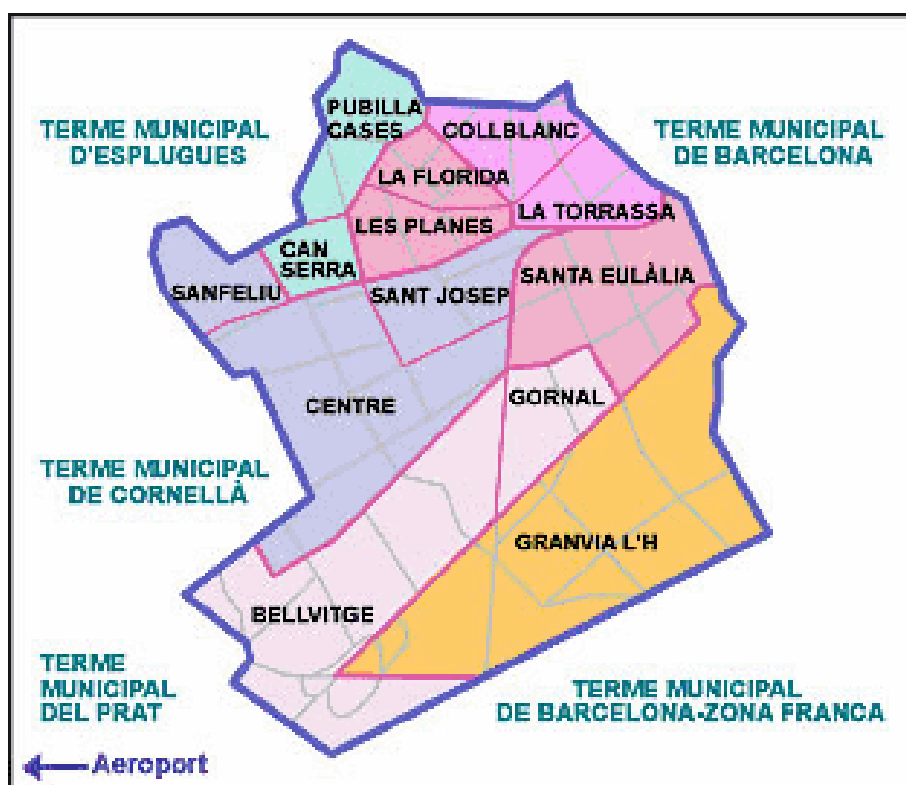 PUBILLA
CASES
COLLBLANC
TERME MUNICIPAL
D'ESPLUGUES
TERME MUNICIPAL
DE BARCELONA
LA FLORIDA
LES PLANES
LA TORRASSA
CAN
SERRA
SANFELIU
SANT JOSEP
SANTA EULÀLIA
CENTRE
GORNAL
TERME MUNICIPAL
DE CORNELLÀ
GRANVIA L'H
BELLVITGE
TERME
MUNICIPAL
DEL PRAT
TERME MUNICIPAL
DE BARCELONA-ZONA FRANCA
Aeroport